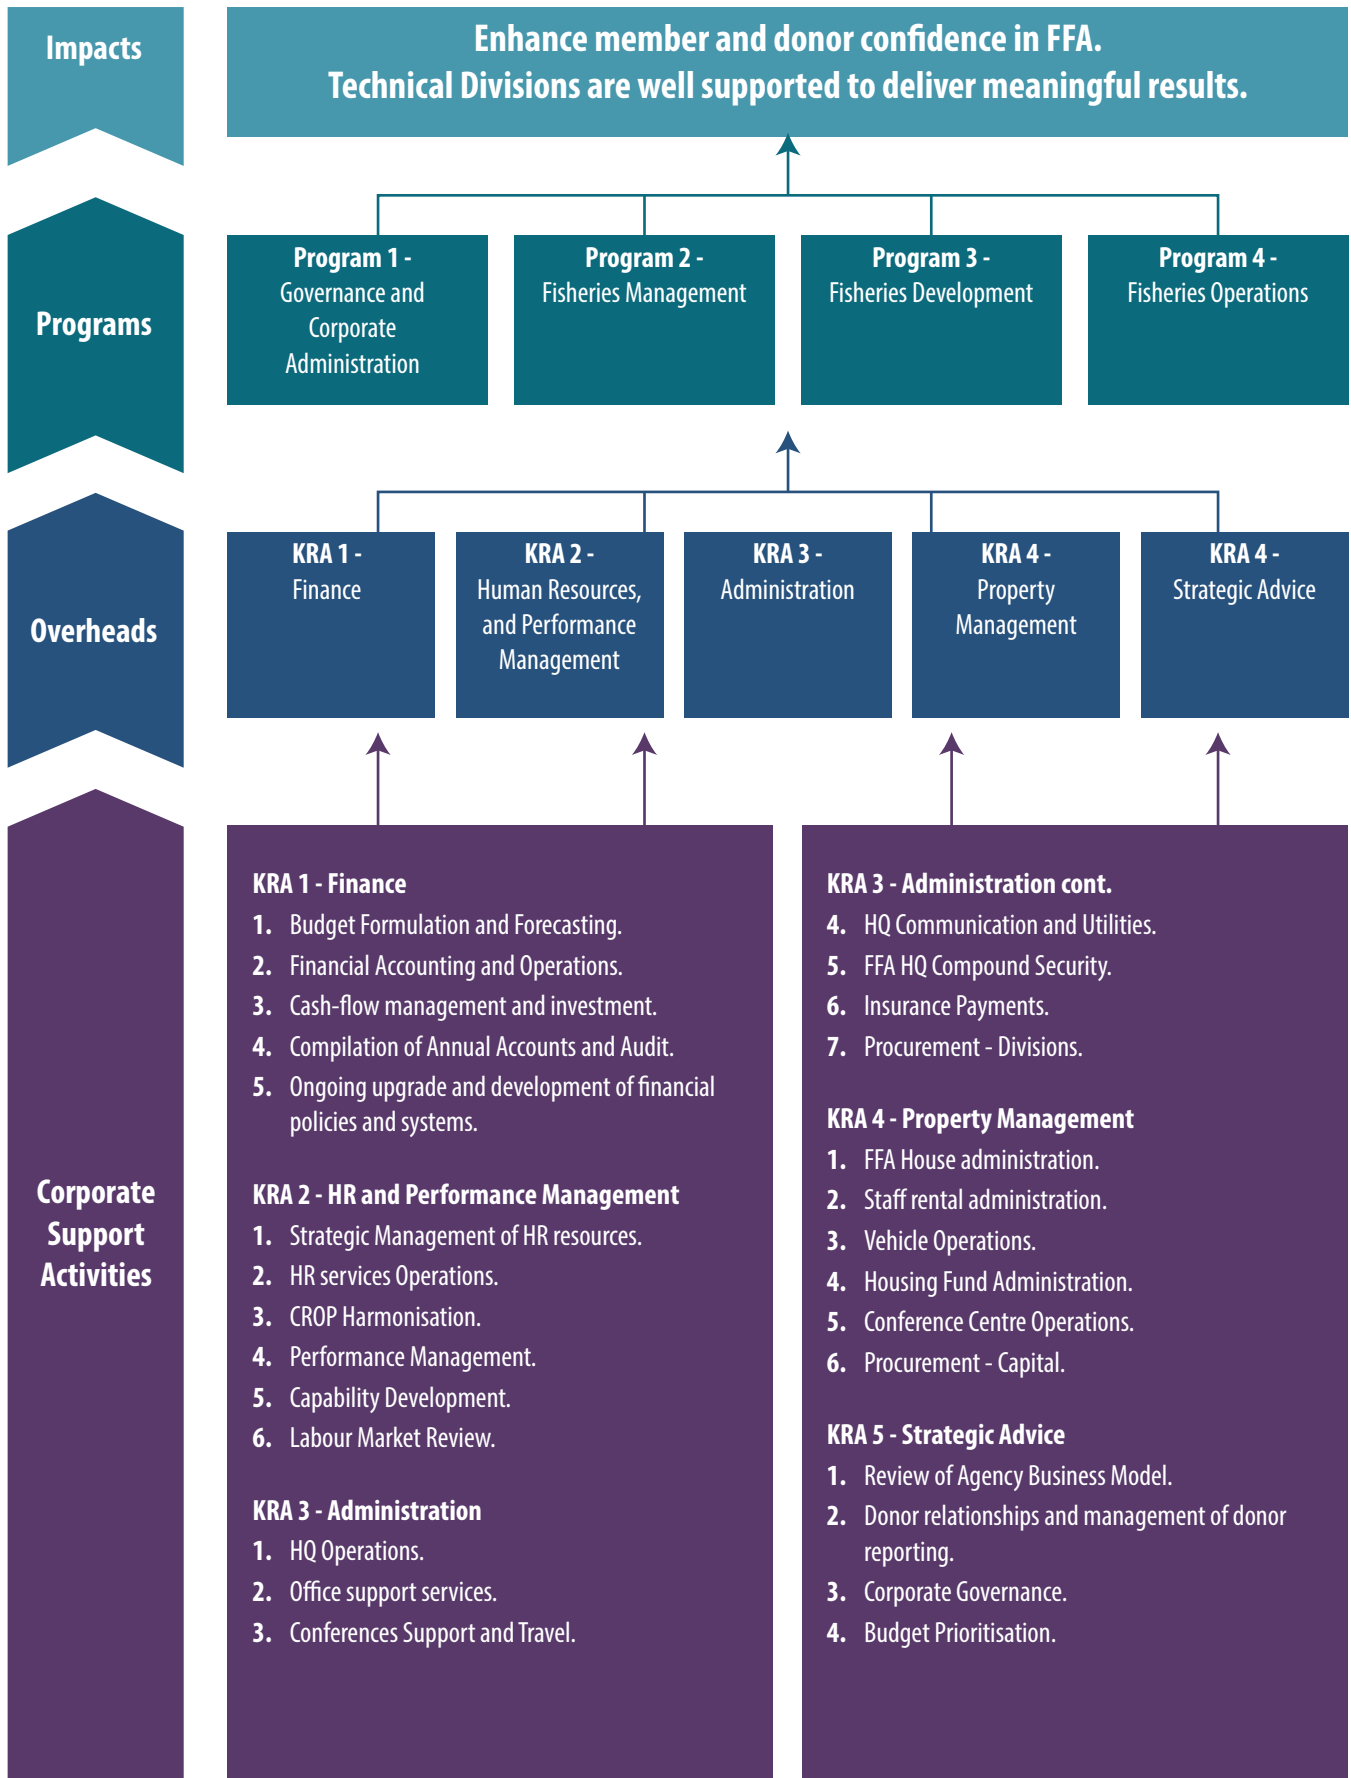 Impacts
Enhance member and donor confidence in FFA.
Technical Divisions are well supported to deliver meaningful results.
Programs
Program 1 -
Governance and
Corporate
Administration
Program 2 -
Fisheries Management
Program 3 -
Fisheries Development
Program 4 -
Fisheries Operations
Overheads
KRA 1 -
Finance
KRA 2 -
Human Resources,
and Performance
Management
KRA 3 -
Administration
KRA 4 -
Property
Management
KRA 4 -
Strategic Advice
Corporate
Support
Activities
KRA 1 - Finance
1. Budget Formulation and Forecasting.
2. Financial Accounting and Operations.
3. Cash-flow management and investment.
4. Compilation of Annual Accounts and Audit.
5. Ongoing upgrade and development of financial
policies and systems.
KRA 2 - HR and Performance Management
1. Strategic Management of HR resources.
2. HR services Operations.
3. CROP Harmonisation.
4. Performance Management.
5. Capability Development.
6. Labour Market Review.
KRA 3 - Administration
1. HQ Operations.
2. Office support services.
3. Conferences Support and Travel.
KRA 3 - Administration cont.
4. HQ Communication and Utilities.
5. FFA HQ Compound Security.
6. Insurance Payments.
7. Procurement - Divisions.
KRA 4 - Property Management
1. FFA House administration.
2. Staff rental administration.
3. Vehicle Operations.
4. Housing Fund Administration.
5. Conference Centre Operations.
6. Procurement - Capital.
KRA 5 - Strategic Advice
1. Review of Agency Business Model.
2. Donor relationships and management of donor
reporting.
3. Corporate Governance.
4. Budget Prioritisation.